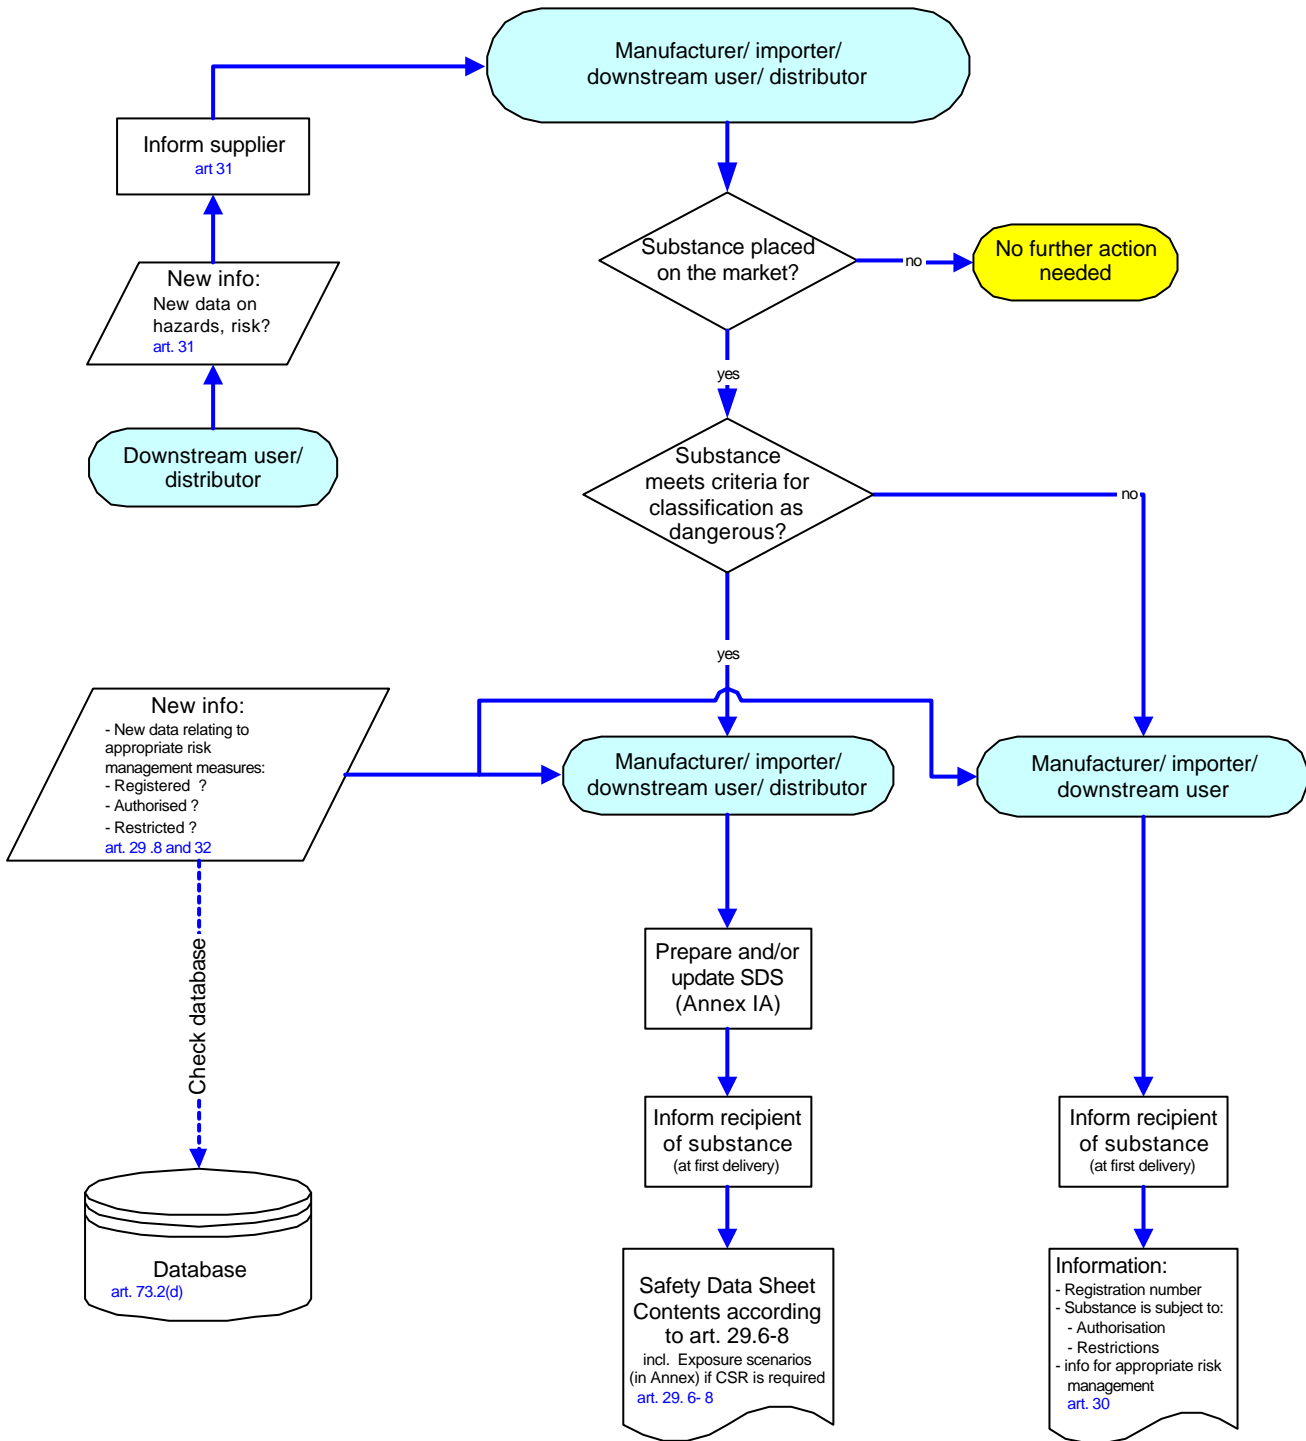 Manufacturer/ importer/
downstream user/ distributor
Inform supplier
art 31
New info:
New data on
hazards, risk?
art. 31
Downstream user/
distributor
Substance placed
on the market?
no
No further action
needed
yes
Substance
meets criteria for
classification as
dangerous?
no
yes
New info:
- New data relating to
appropriate risk
management measures:
- Registered ?
- Authorised ?
- Restricted ?
art. 29 .8 and 32
Manufacturer/ importer/
downstream user/ distributor
Manufacturer/ importer/
downstream user
Check database
Prepare and/or
update SDS
(Annex IA)
Inform recipient
of substance
(at first delivery)
Inform recipient
of substance
(at first delivery)
Database
art. 73.2(d)
Safety Data Sheet
Contents according
to art. 29.6-8
incl. Exposure scenarios
(in Annex) if CSR is required
art. 29. 6- 8
Information:
- Registration number
- Substance is subject to:
- Authorisation
- Restrictions
- info for appropriate risk
management
art. 30